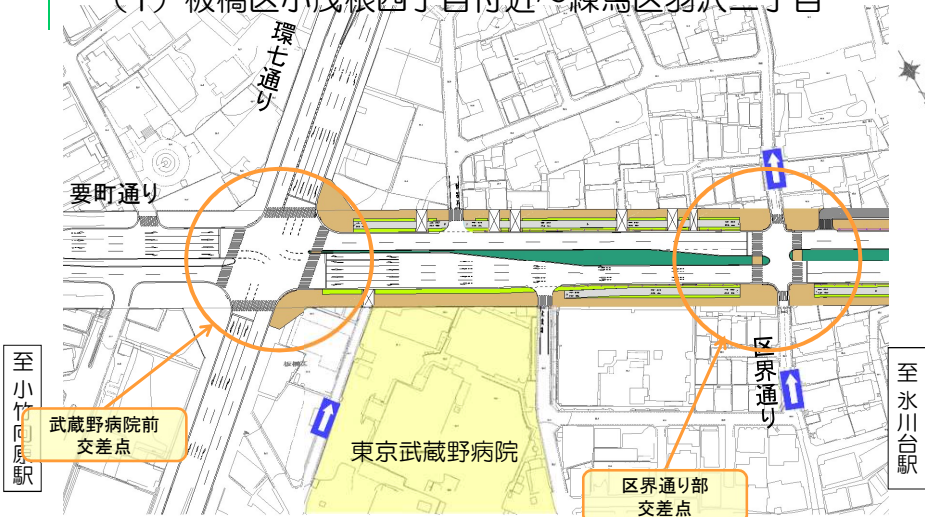 (1) 板橋区小茂根四丁目付近~練馬区羽沢二丁目
環七通り
要町通り
区界通り
至 小竹向原駅
武蔵野病院前
交差点
東京武蔵野病院
区界通り部
交差点
至 氷川台駅